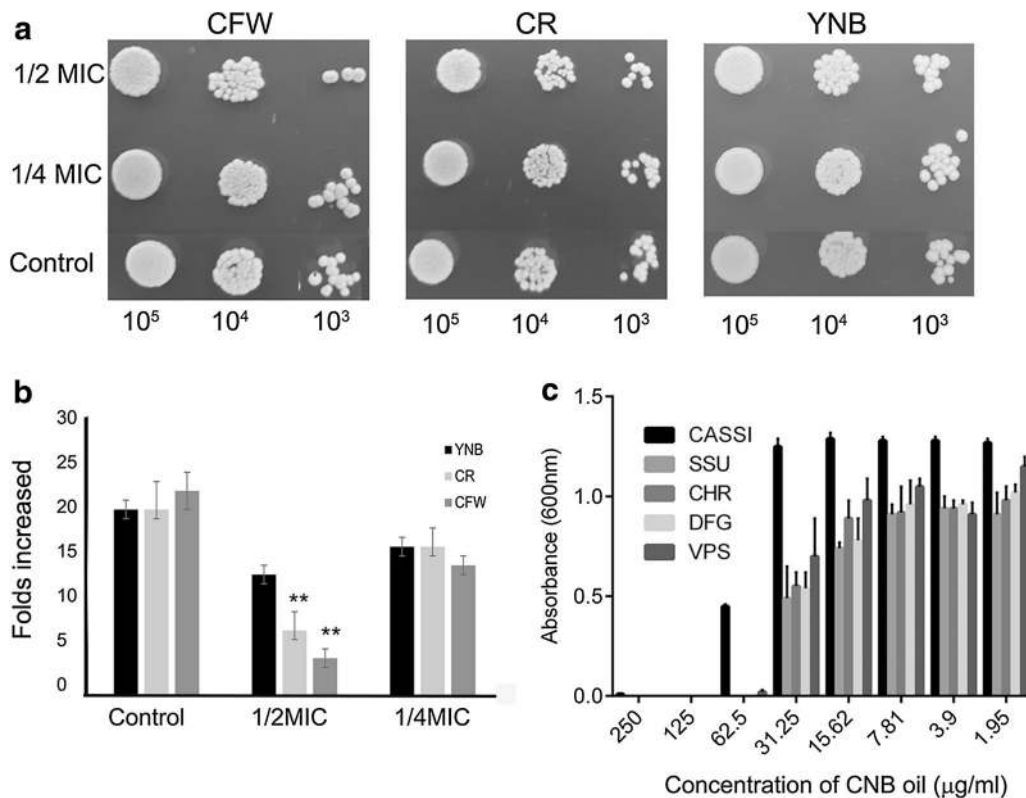 a
CFW
CR
YNB
1/2 MIC
1/4 MIC
Control
10⁵ 10⁴ 10³
10⁵ 10⁴ 10³
10⁵ 10⁴ 10³
b
Folds increased
30
25
20
15
10
5
0
YNB
CR
CFW
**
**
Control
1/2MIC
1/4MIC
c
Absorbance (600nm)
1.5
1.0
0.5
0.0
CASSI
SSU
CHR
DFG
VPS
250
125
62.5
31.25
15.62
7.81
3.9
1.95
Concentration of CNB oil (μg/ml)